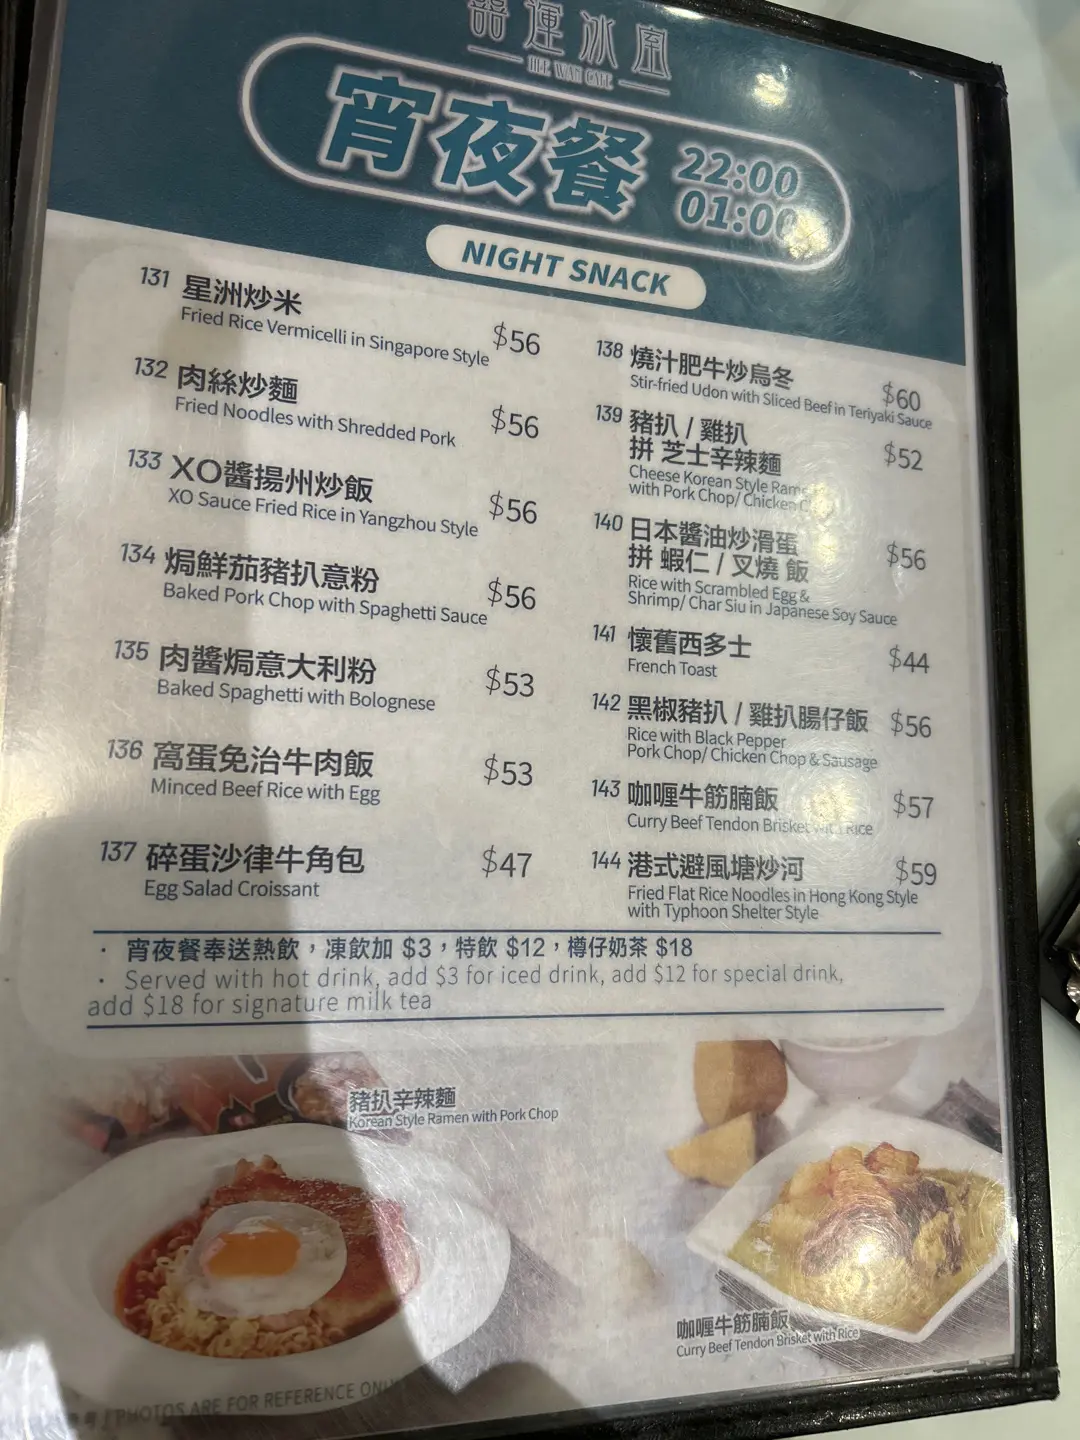 囍運冰室
HEE WAN CAFE
宵夜餐
22:00
01:00
NIGHT SNACK
131 星洲炒米 $56
Fried Rice Vermicelli in Singapore Style
132 肉絲炒麵 $56
Fried Noodles with Shredded Pork
133 XO醬揚州炒飯 $56
XO Sauce Fried Rice in Yangzhou Style
134 焗鮮茄豬扒意粉 $56
Baked Pork Chop with Spaghetti Sauce
135 肉醬焗意大利粉 $53
Baked Spaghetti with Bolognese
136 窩蛋免治牛肉飯 $53
Minced Beef Rice with Egg
137 碎蛋沙律牛角包 $47
Egg Salad Croissant
138 燒汁肥牛炒烏冬 $60
Stir-fried Udon with Sliced Beef in Teriyaki Sauce
139 豬扒 / 雞扒 $52
拼 芝士辛辣麵
Cheese Korean Style Ramen
with Pork Chop/ Chicken
140 日本醬油炒滑蛋 $56
拼 蝦仁 / 叉燒 飯
Rice with Scrambled Egg &
Shrimp/ Char Siu in Japanese Soy Sauce
141 懷舊西多士 $44
French Toast
142 黑椒豬扒 / 雞扒腸仔飯 $56
Rice with Black Pepper
Pork Chop/ Chicken Chop & Sausage
143 咖喱牛筋腩飯 $57
Curry Beef Tendon Brisket with Rice
144 港式避風塘炒河 $59
Fried Flat Rice Noodles in Hong Kong Style
with Typhoon Shelter Style
· 宵夜餐奉送熱飲，凍飲加 $3，特飲 $12，樽仔奶茶 $18
· Served with hot drink, add $3 for iced drink, add $12 for special drink,
add $18 for signature milk tea
豬扒辛辣麵
Korean Style Ramen with Pork Chop
咖喱牛筋腩飯
Curry Beef Tendon Brisket with Rice
考 / PHOTOS ARE FOR REFERENCE ONLY